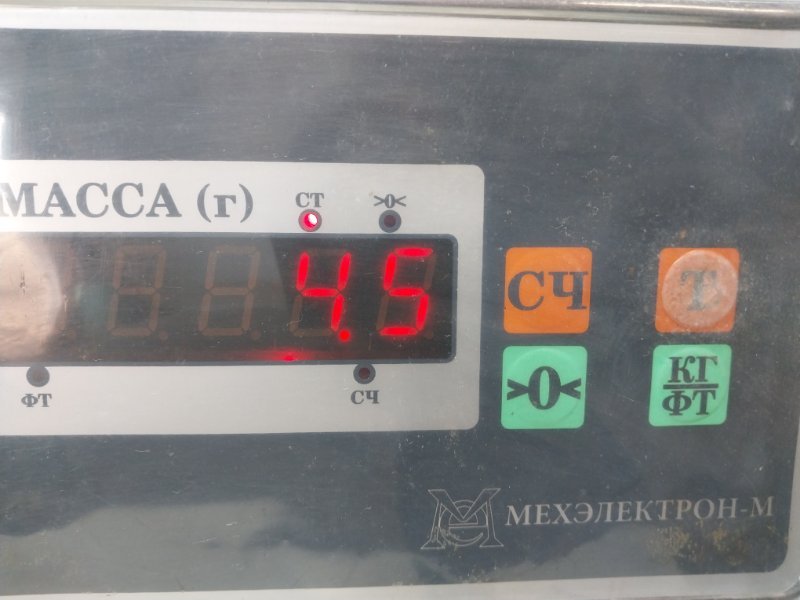 МАССА (г)
СТ
>0<
4.5
ФТ
СЧ
СЧ
Т
>0<
КГ
ФТ
МЕХЭЛЕКТРОН-М